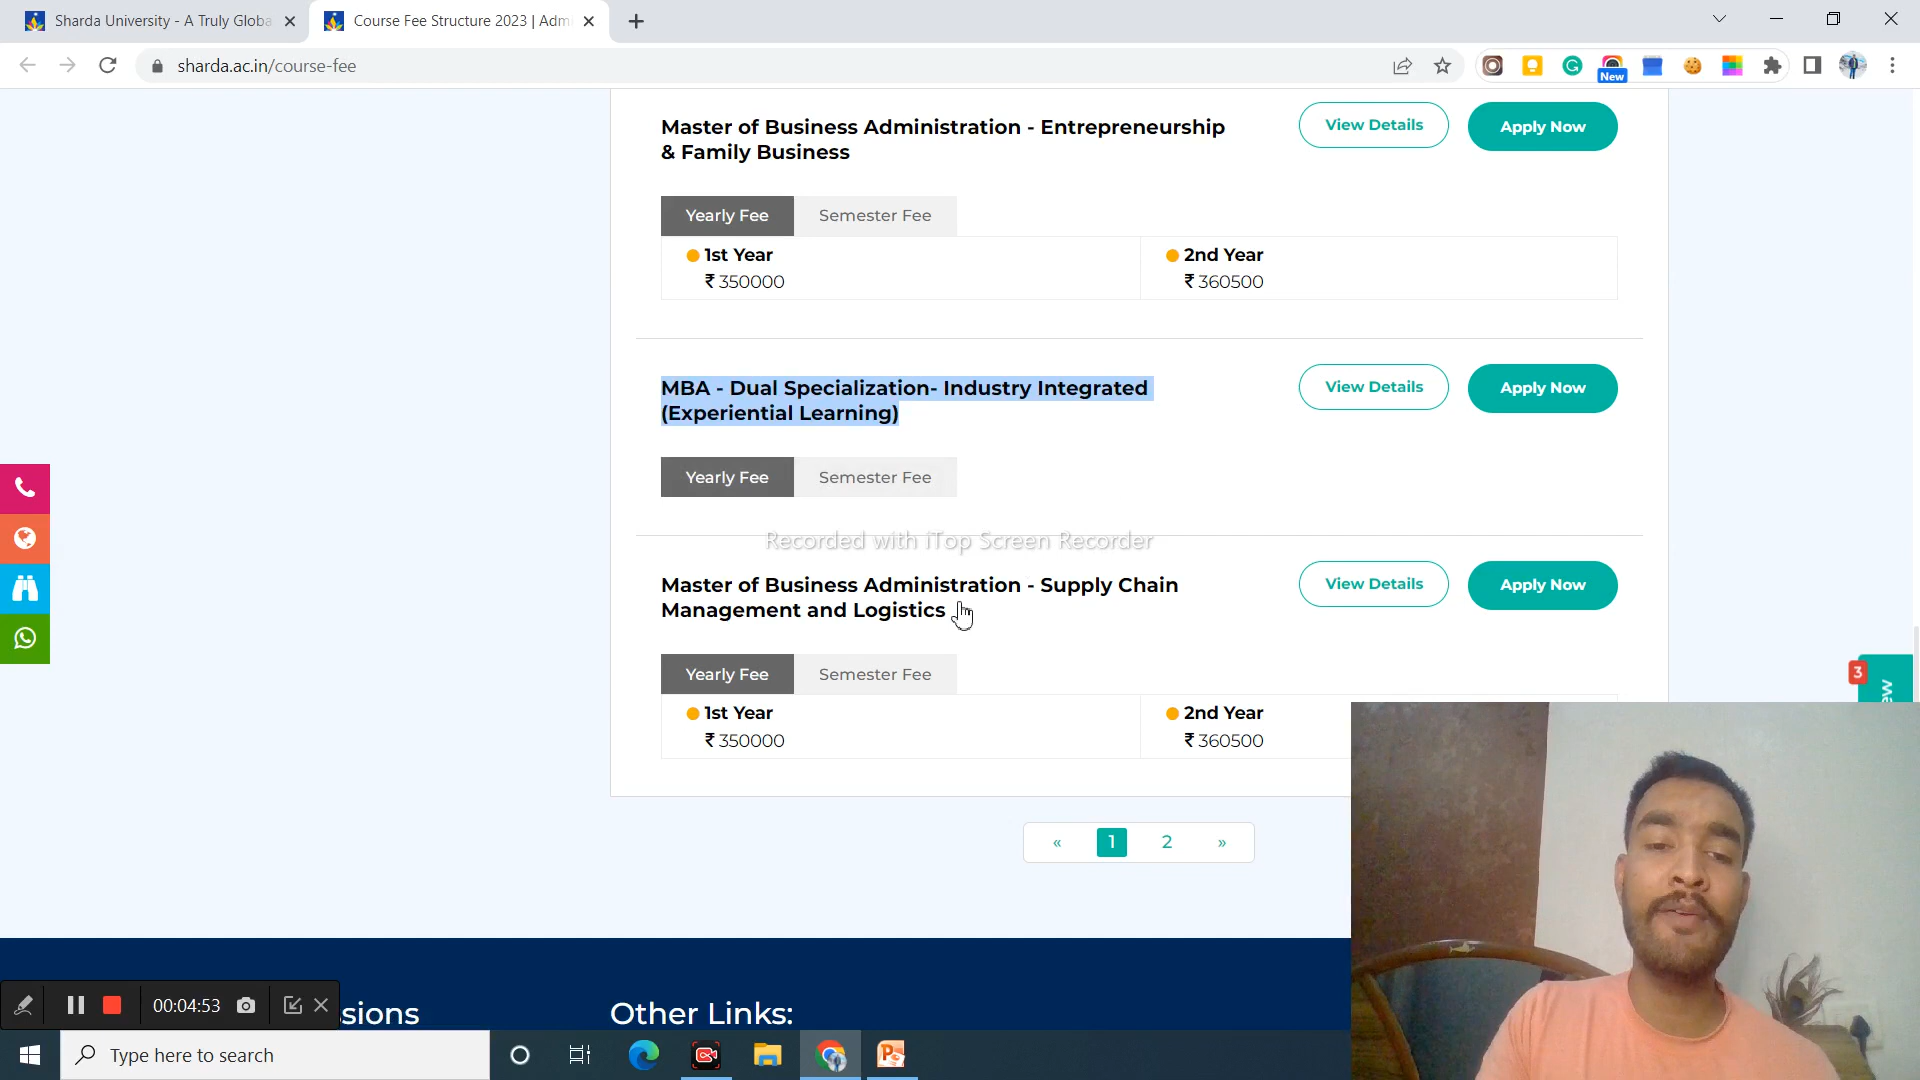 Sharda University - A Truly Globa
Course Fee Structure 2023 | Adm
sharda.ac.in/course-fee
New
Master of Business Administration - Entrepreneurship
& Family Business
View Details
Apply Now
Yearly Fee
Semester Fee
1st Year
₹ 350000
2nd Year
₹ 360500
MBA - Dual Specialization- Industry Integrated
(Experiential Learning)
View Details
Apply Now
Yearly Fee
Semester Fee
Recorded with iTop Screen Recorder
Master of Business Administration - Supply Chain
Management and Logistics
View Details
Apply Now
Yearly Fee
Semester Fee
1st Year
₹ 350000
2nd Year
₹ 360500
3
« 1 2 »
00:04:53
sions
Other Links:
Type here to search